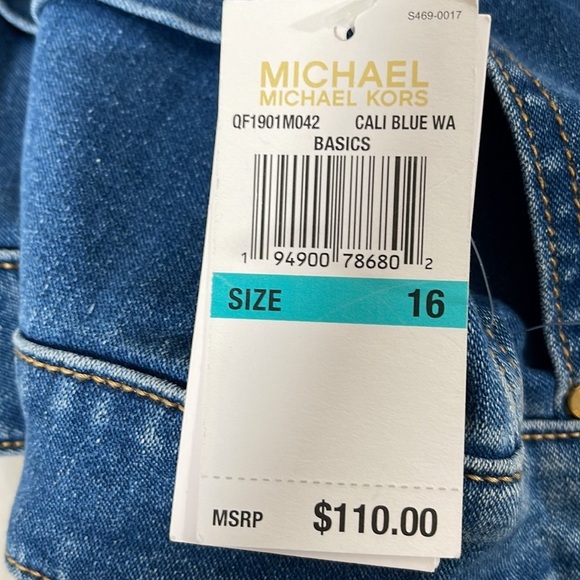 S469-0017
MICHAEL
MICHAEL KORS
QF1901M042 CALI BLUE WA
BASICS
1 94900 78680 2
SIZE 16
MSRP $110.00